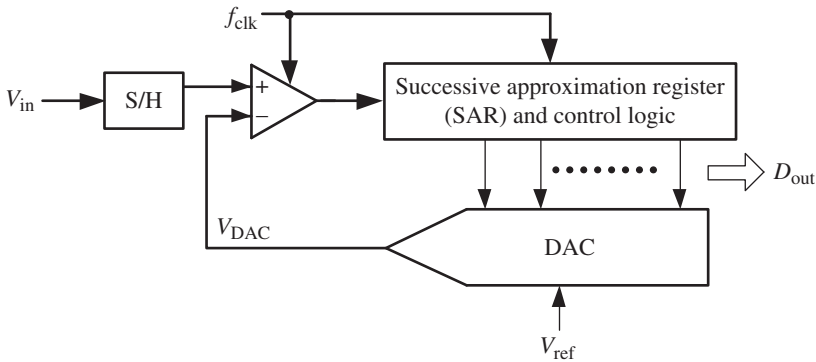 f_clk
V_in
S/H
+
−
Successive approximation register
(SAR) and control logic
D_out
V_DAC
DAC
V_ref